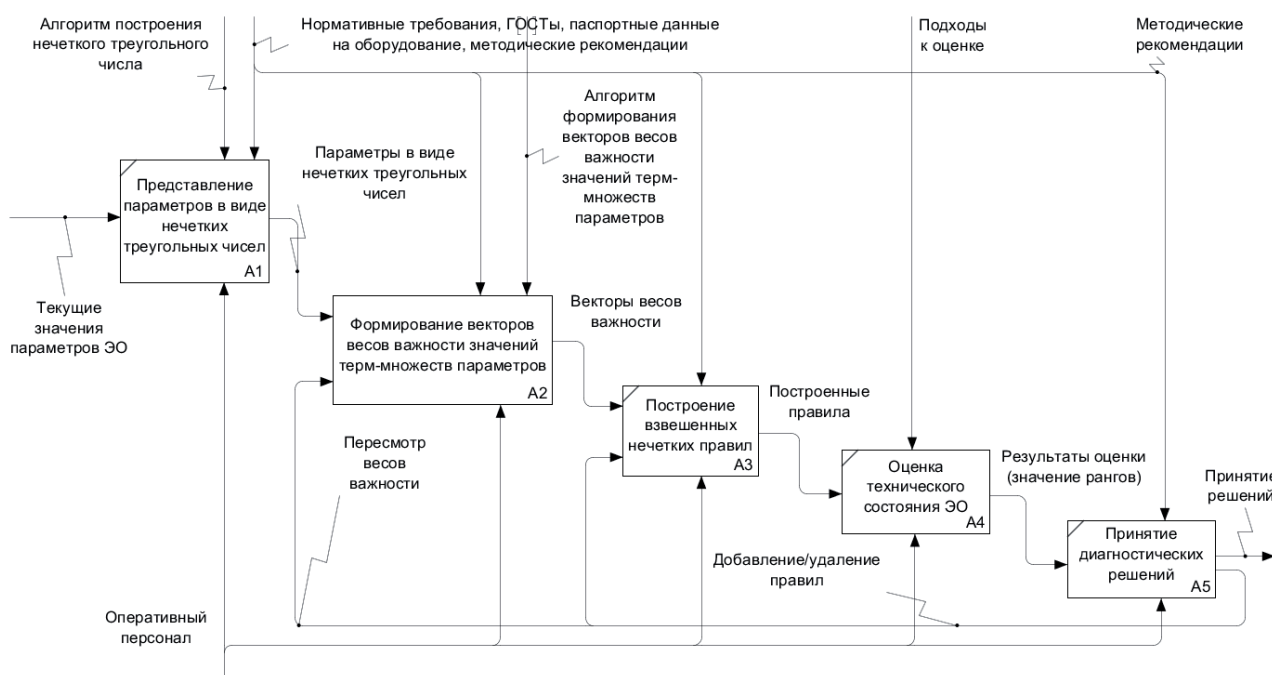 Алгоритм построения
нечеткого треугольного
числа
Нормативные требования, ГОСТы, паспортные данные
на оборудование, методические рекомендации
Подходы
к оценке
Методические
рекомендации
Алгоритм
формирования
векторов весов
важности
значений терм-
множеств
параметров
Параметры в виде
нечетких треугольных
чисел
Представление
параметров в виде
нечетких
треугольных чисел
A1
Текущие
значения
параметров ЭО
Формирование векторов
весов важности значений
терм-множеств параметров
A2
Векторы весов
важности
Построение
взвешенных
нечетких правил
A3
Построенные
правила
Пересмотр
весов
важности
Оценка
технического
состояния ЭО
A4
Результаты оценки
(значение рангов)
Принятие
решений
Принятие
диагностических
решений
A5
Добавление/удаление
правил
Оперативный
персонал